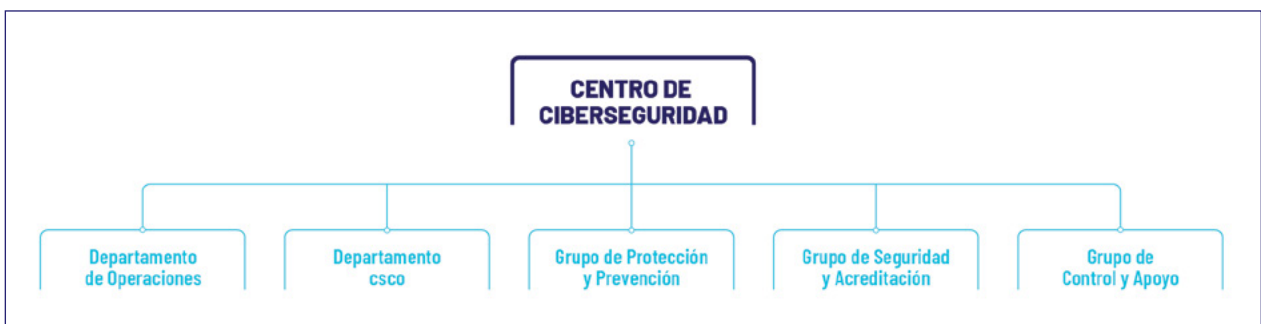 CENTRO DE
CIBERSEGURIDAD
Departamento
de Operaciones
Departamento
csco
Grupo de Protección
y Prevención
Grupo de Seguridad
y Acreditación
Grupo de
Control y Apoyo